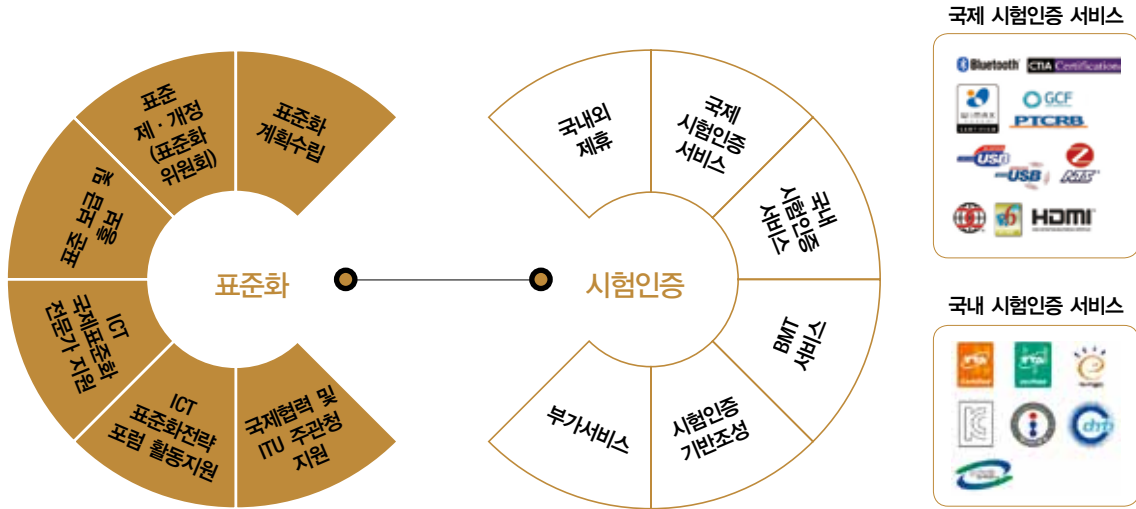 표준화
계획수립
표준
제 · 개정
(표준화
위원회)
표준 보급 및
홍보
ICT
국제표준화
전문가 지원
ICT
표준화전략
포럼 활동지원
국제협력 및
ITU 주관청
지원
표준화
시험인증
국내외
제휴
국제
시험인증
서비스
국내
시험인증
서비스
BMT
서비스
시험인증
기반조성
부가서비스
국제 시험인증 서비스
Bluetooth
CTIA Certification
GCF
PTCRB
USB
USB
HDMI
국내 시험인증 서비스